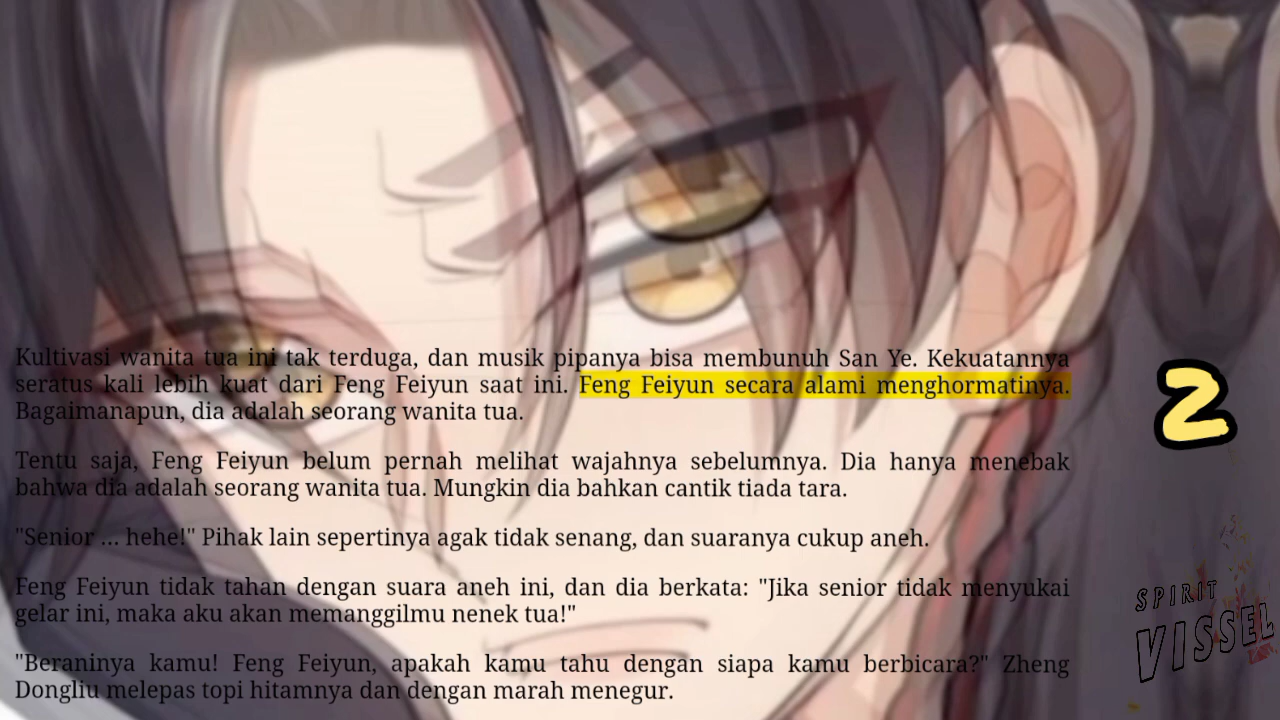 Kultivasi wanita tua ini tak terduga, dan musik pipanya bisa membunuh San Ye. Kekuatannya
seratus kali lebih kuat dari Feng Feiyun saat ini. Feng Feiyun secara alami menghormatinya.
Bagaimanapun, dia adalah seorang wanita tua.
Tentu saja, Feng Feiyun belum pernah melihat wajahnya sebelumnya. Dia hanya menebak
bahwa dia adalah seorang wanita tua. Mungkin dia bahkan cantik tiada tara.
"Senior ... hehe!" Pihak lain sepertinya agak tidak senang, dan suaranya cukup aneh.
Feng Feiyun tidak tahan dengan suara aneh ini, dan dia berkata: "Jika senior tidak menyukai
gelar ini, maka aku akan memanggilmu nenek tua!"
"Beraninya kamu! Feng Feiyun, apakah kamu tahu dengan siapa kamu berbicara?" Zheng
Dongliu melepas topi hitamnya dan dengan marah menegur.
2
SPIRIT
VISSEL